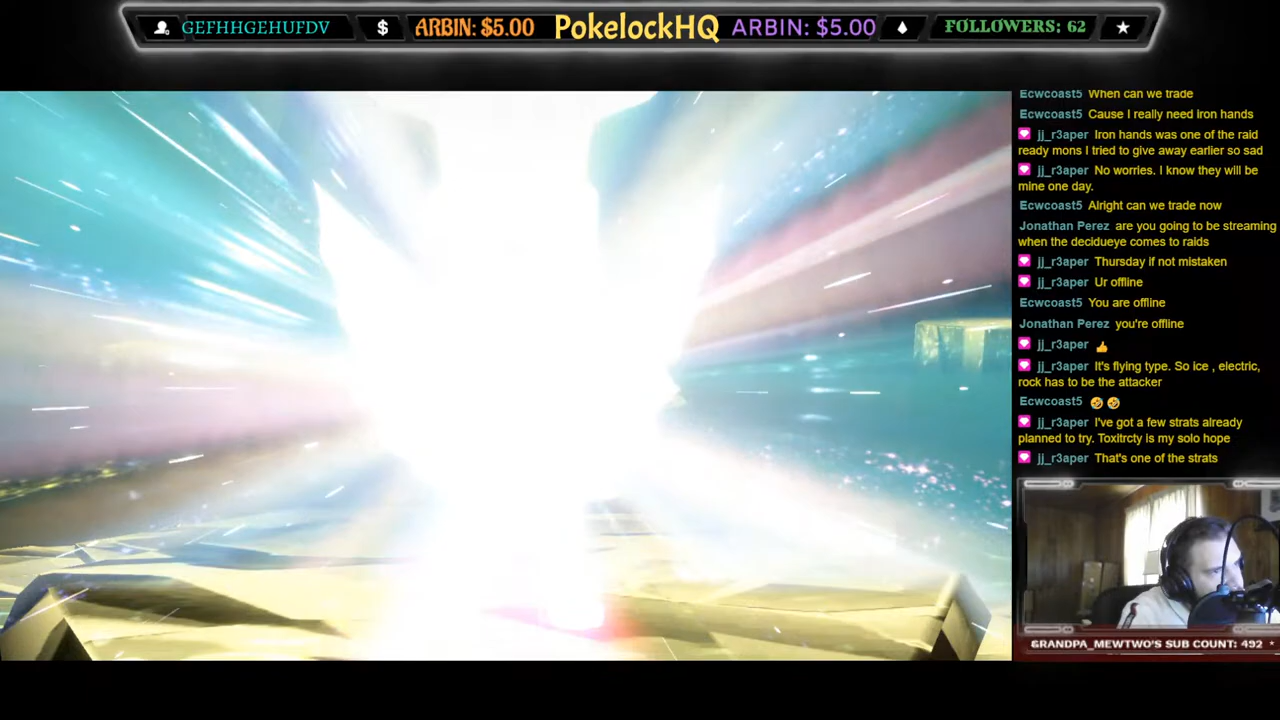 GEFHHGEHUFDV
$
ARBIN: $5.00
PokelockHQ
ARBIN: $5.00
FOLLOWERS: 62
Ecwcoast5 When can we trade
Ecwcoast5 Cause I really need iron hands
jj_r3aper Iron hands was one of the raid
ready mons I tried to give away earlier so sad
jj_r3aper No worries. I know they will be
mine one day.
Ecwcoast5 Alright can we trade now
Jonathan Perez are you going to be streaming
when the decidueye comes to raids
jj_r3aper Thursday if not mistaken
jj_r3aper Ur offline
Ecwcoast5 You are offline
Jonathan Perez you're offline
jj_r3aper 👍
jj_r3aper It's flying type. So ice , electric,
rock has to be the attacker
Ecwcoast5 🤣 🤣
jj_r3aper I've got a few strats already
planned to try. Toxltrcty is my solo hope
jj_r3aper That's one of the strats
GRANDPA_MEWTWO'S SUB COUNT: 492 *